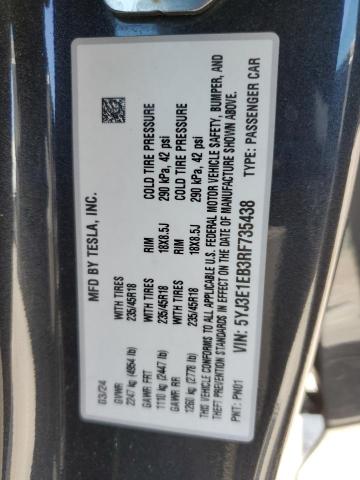 MFD BY TESLA, INC.
03/24
GVWR WITH TIRES RIM COLD TIRE PRESSURE
2247 kg (4954 lb) 235/45R18 18X8.5J 290 kPa, 42 psi
GAWR FRT WITH TIRES RIM COLD TIRE PRESSURE
1110 kg (2447 lb) 235/45R18 18X8.5J 290 kPa, 42 psi
GAWR RR
1260 kg (2778 lb)
THIS VEHICLE CONFORMS TO ALL APPLICABLE U.S. FEDERAL MOTOR VEHICLE SAFETY, BUMPER, AND
THEFT PREVENTION STANDARDS IN EFFECT ON THE DATE OF MANUFACTURE SHOWN ABOVE.
PNT: PN01 VIN: 5YJ3E1EB3RF735438 TYPE: PASSENGER CAR